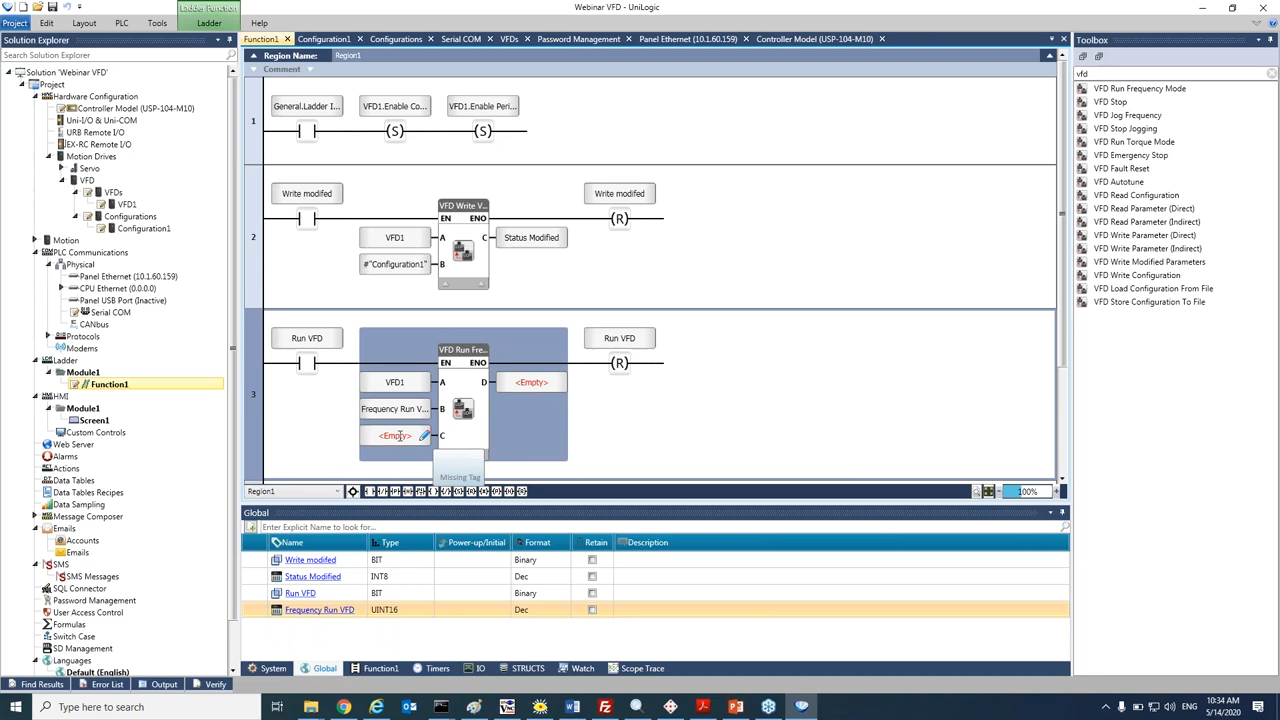 Ladder Function
Webinar VFD* - UniLogic
Project
Edit
Layout
PLC
Tools
Ladder
Help
Solution Explorer
Search Solution Explorer
Solution "Webinar VFD"
Project
Hardware Configuration
Controller Model (USP-104-M10)
Uni-I/O & Uni-COM
URB Remote I/O
EX-RC Remote I/O
Motion Drives
Servo
VFD
VFDs
VFD1
Configurations
Configuration1
Motion
PLC Communications
Physical
Panel Ethernet (10.1.60.159)
CPU Ethernet (0.0.0.0)
Panel USB Port (Inactive)
Serial COM
CANbus
Protocols
Modems
Ladder
Module1
Function1
HMI
Module1
Screen1
Custom Controls
Web Server
Alarms
Actions
Data Tables
Data Tables Recipes
Data Sampling
Message Composer
Emails
Accounts
Emails
SMS
SMS Messages
SQL Connector
Password Management
User Access Control
Formulas
Switch Case
SD Management
Languages
Default (English)
Find Results
Error List
Output
Verify
Function1
Configuration1
Configurations
Serial COM
VFDs
Password Management
Panel Ethernet (10.1.60.159)
Controller Model (USP-104-M10)
Region Name: Region1
Comment
General.Ladder I...
VFD1.Enable Co...
VFD1.Enable Peri...
1
(S)
(S)
Write modifed
VFD Write V...
Write modifed
EN ENO
(R)
2
VFD1
A C
Status Modified
#"Configuration1"
B
Run VFD
VFD Run Fre...
Run VFD
EN ENO
(R)
3
VFD1
A D
<Empty>
Frequency Run V...
B
<Empty>
C
Missing Tag
Region1
100%
Global
Enter Explicit Name to look for...
Name Type Power-up/Initial Format Retain Description
Write modifed BIT Binary
Status Modified INT8 Dec
Run VFD BIT Binary
Frequency Run VFD UINT16 Dec
System
Global
Function1
Timers
IO
STRUCTS
Watch
Scope Trace
Toolbox
vfd
VFD Run Frequency Mode
VFD Stop
VFD Jog Frequency
VFD Stop Jogging
VFD Run Torque Mode
VFD Emergency Stop
VFD Fault Reset
VFD Autotune
VFD Read Configuration
VFD Read Parameter (Direct)
VFD Read Parameter (Indirect)
VFD Write Parameter (Direct)
VFD Write Parameter (Indirect)
VFD Write Modified Parameters
VFD Write Configuration
VFD Load Configuration From File
VFD Store Configuration To File
Type here to search
ENG
10:34 AM
5/14/2020